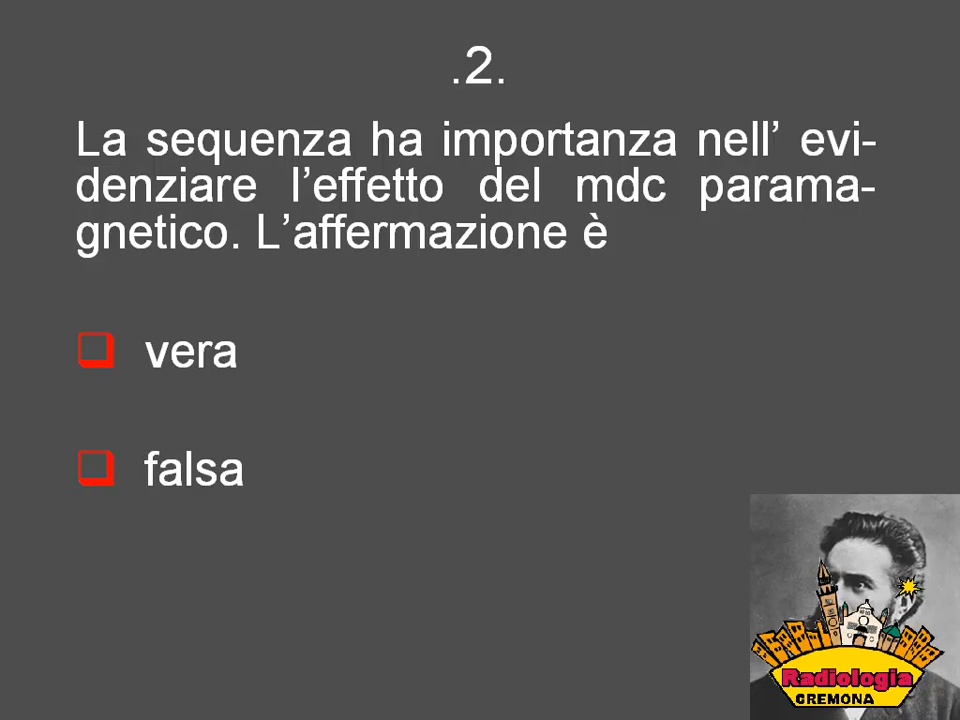 .2.
La sequenza ha importanza nell’ evi-
denziare l’effetto del mdc parama-
gnetico. L’affermazione è
vera
falsa
Radiologia
CREMONA